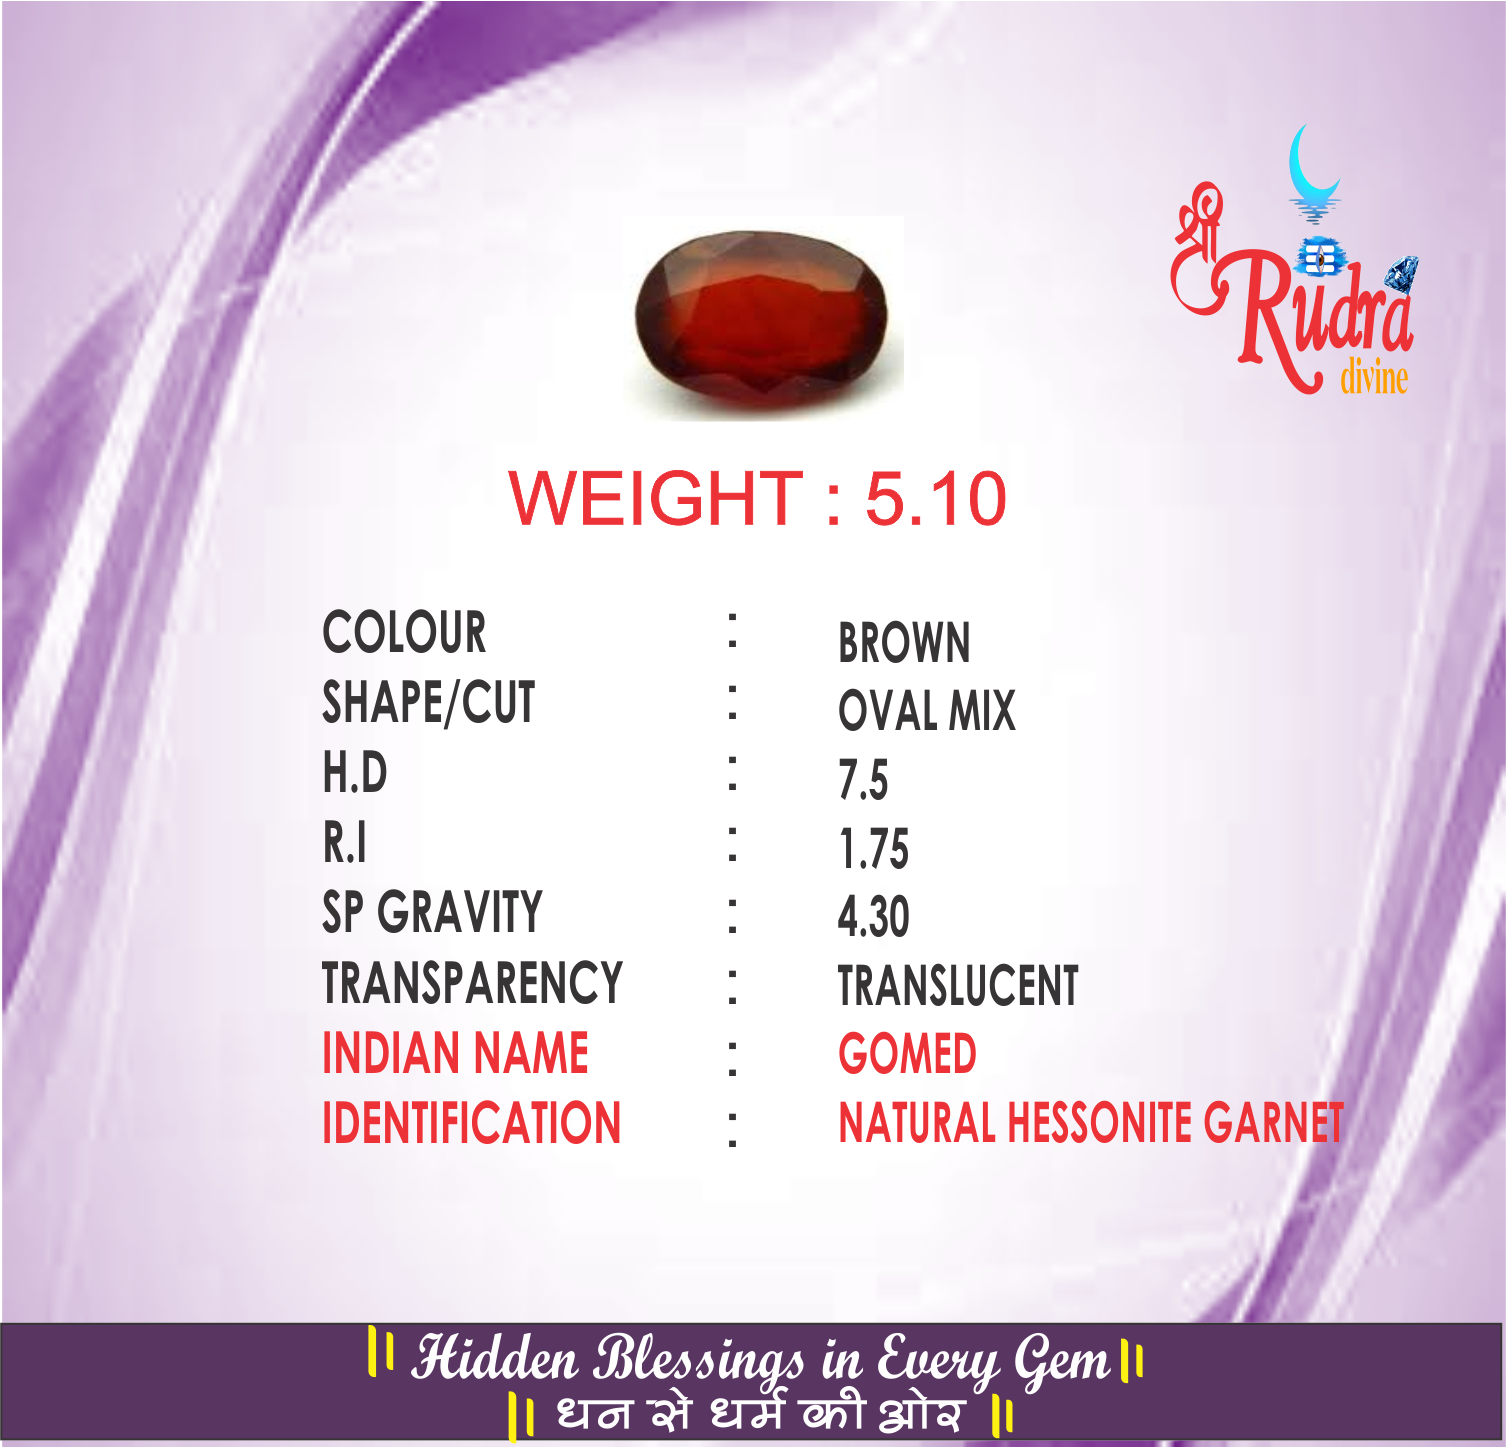 श्री
Rudra
divine
WEIGHT : 5.10
COLOUR : BROWN
SHAPE/CUT : OVAL MIX
H.D : 7.5
R.I : 1.75
SP GRAVITY : 4.30
TRANSPARENCY : TRANSLUCENT
INDIAN NAME : GOMED
IDENTIFICATION : NATURAL HESSONITE GARNET
|| Hidden Blessings in Every Gem ||
|| धन से धर्म की ओर ||